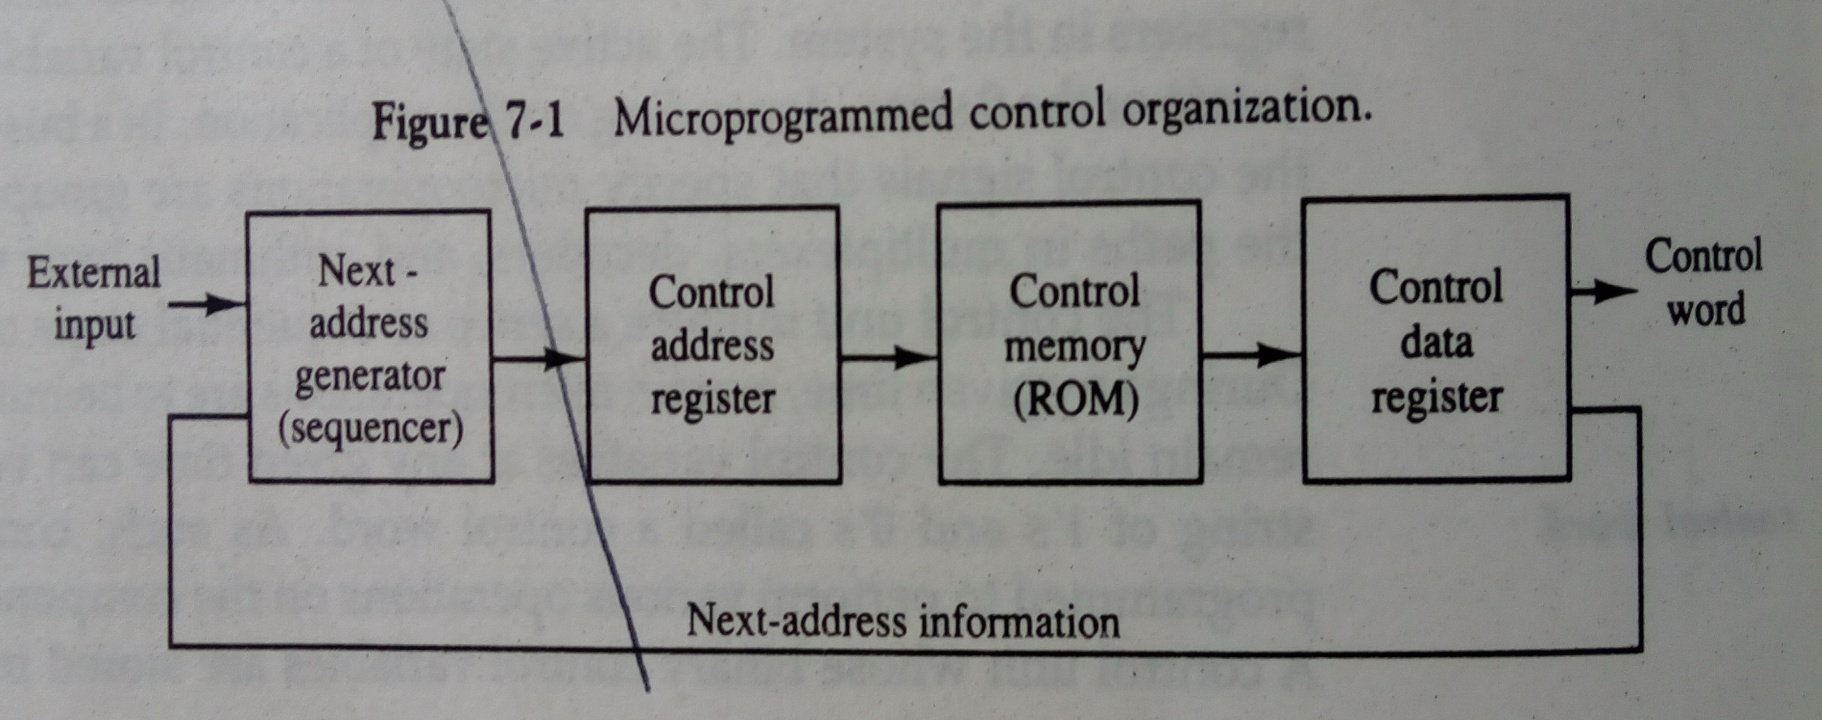 Figure 7-1 Microprogrammed control organization.
External
input
Next -
address
generator
(sequencer)
Control
address
register
Control
memory
(ROM)
Control
data
register
Control
word
Next-address information